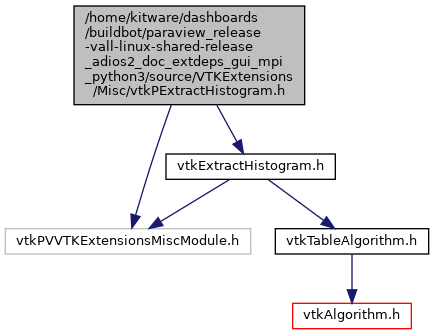 /home/kitware/dashboards
/buildbot/paraview_release
-vall-linux-shared-release
_adios2_doc_extdeps_gui_mpi
_python3/source/VTKExtensions
/Misc/vtkPExtractHistogram.h
vtkExtractHistogram.h
vtkPVVTKExtensionsMiscModule.h
vtkTableAlgorithm.h
vtkAlgorithm.h